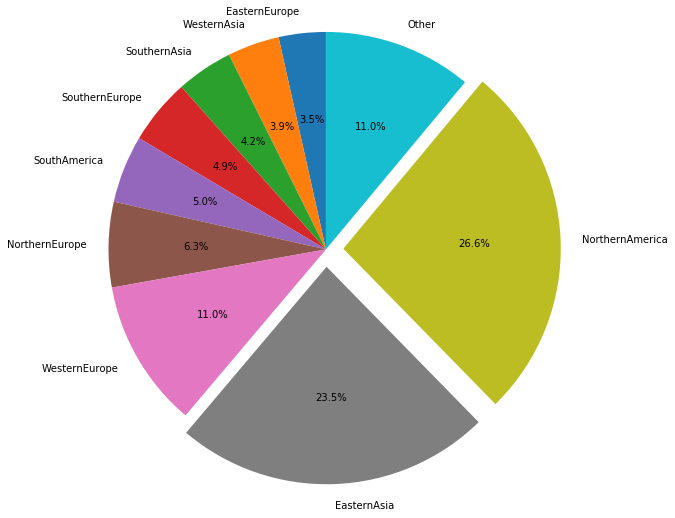 EasternEurope
WesternAsia
Other
SouthernAsia
SouthernEurope
SouthAmerica
NorthernEurope
WesternEurope
EasternAsia
NorthernAmerica
3.5%
3.9%
4.2%
4.9%
5.0%
6.3%
11.0%
23.5%
26.6%
11.0%